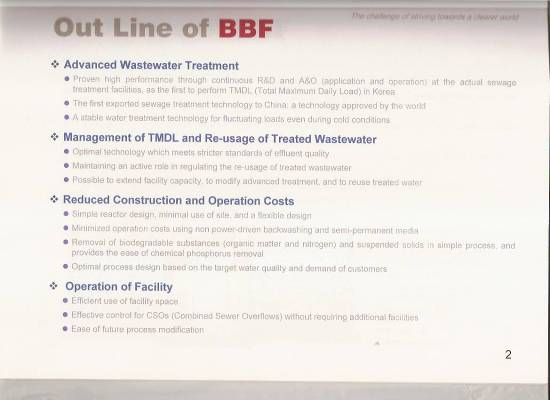 The challenge of striving towards a clearer world
Out Line of BBF
❖ Advanced Wastewater Treatment
● Proven high performance through continuous R&D and A&O (application and operation) at the actual sewage
treatment facilities, as the first to perform TMDL (Total Maximum Daily Load) in Korea
● The first exported sewage treatment technology to China: a technology approved by the world
● A stable water treatment technology for fluctuating loads even during cold conditions
❖ Management of TMDL and Re-usage of Treated Wastewater
● Optimal technology which meets stricter standards of effluent quality
● Maintaining an active role in regulating the re-usage of treated wastewater
● Possible to extend facility capacity, to modify advanced treatment, and to reuse treated water
❖ Reduced Construction and Operation Costs
● Simple reactor design, minimal use of site, and a flexible design
● Minimized operation costs using non power-driven backwashing and semi-permanent media
● Removal of biodegradable substances (organic matter and nitrogen) and suspended solids in simple process, and
provides the ease of chemical phosphorus removal
● Optimal process design based on the target water quality and demand of customers
❖ Operation of Facility
● Efficient use of facility space
● Effective control for CSOs (Combined Sewer Overflows) without requiring additional facilities
● Ease of future process modification
2